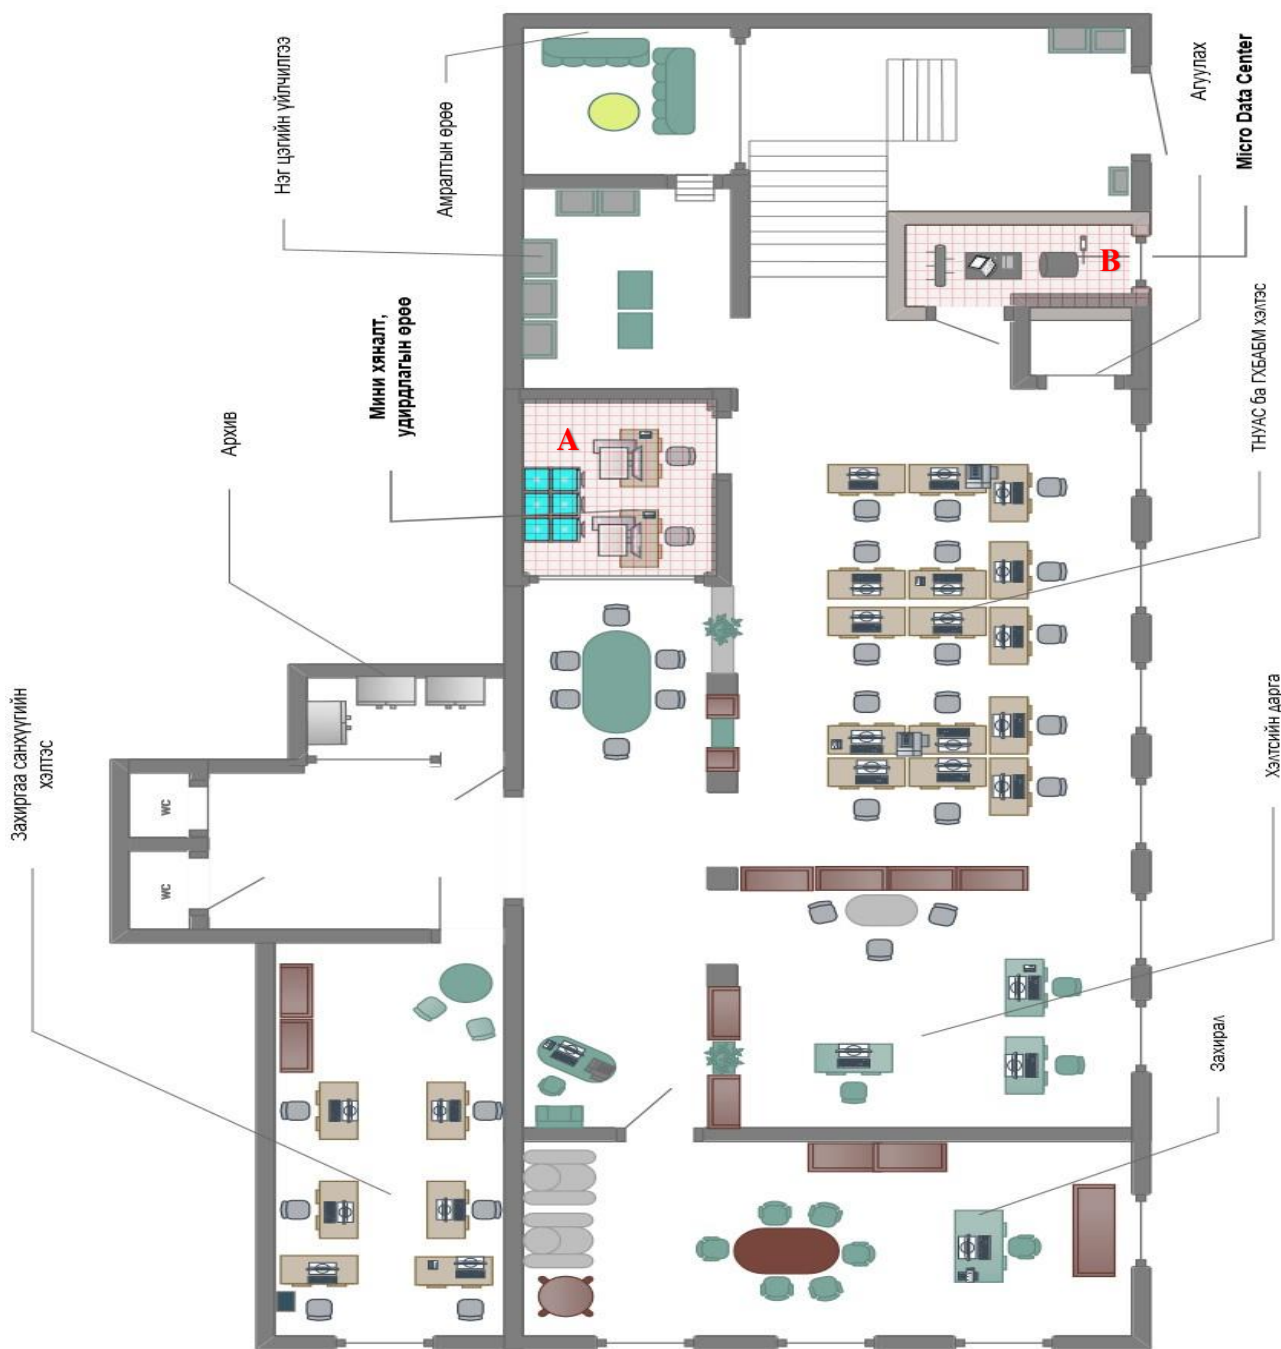 Нэг цэгийн үйлчилгээ
Амралтын өрөө
Агуулах
Micro Data Center
B
Мини хяналт,
удирдлагын өрөө
A
Архив
ТНУАС ба ГХБАБМ хэлтэс
Захиргаа санхүүгийн
хэлтэс
WC
WC
Хэлтсийн дарга
Захирал